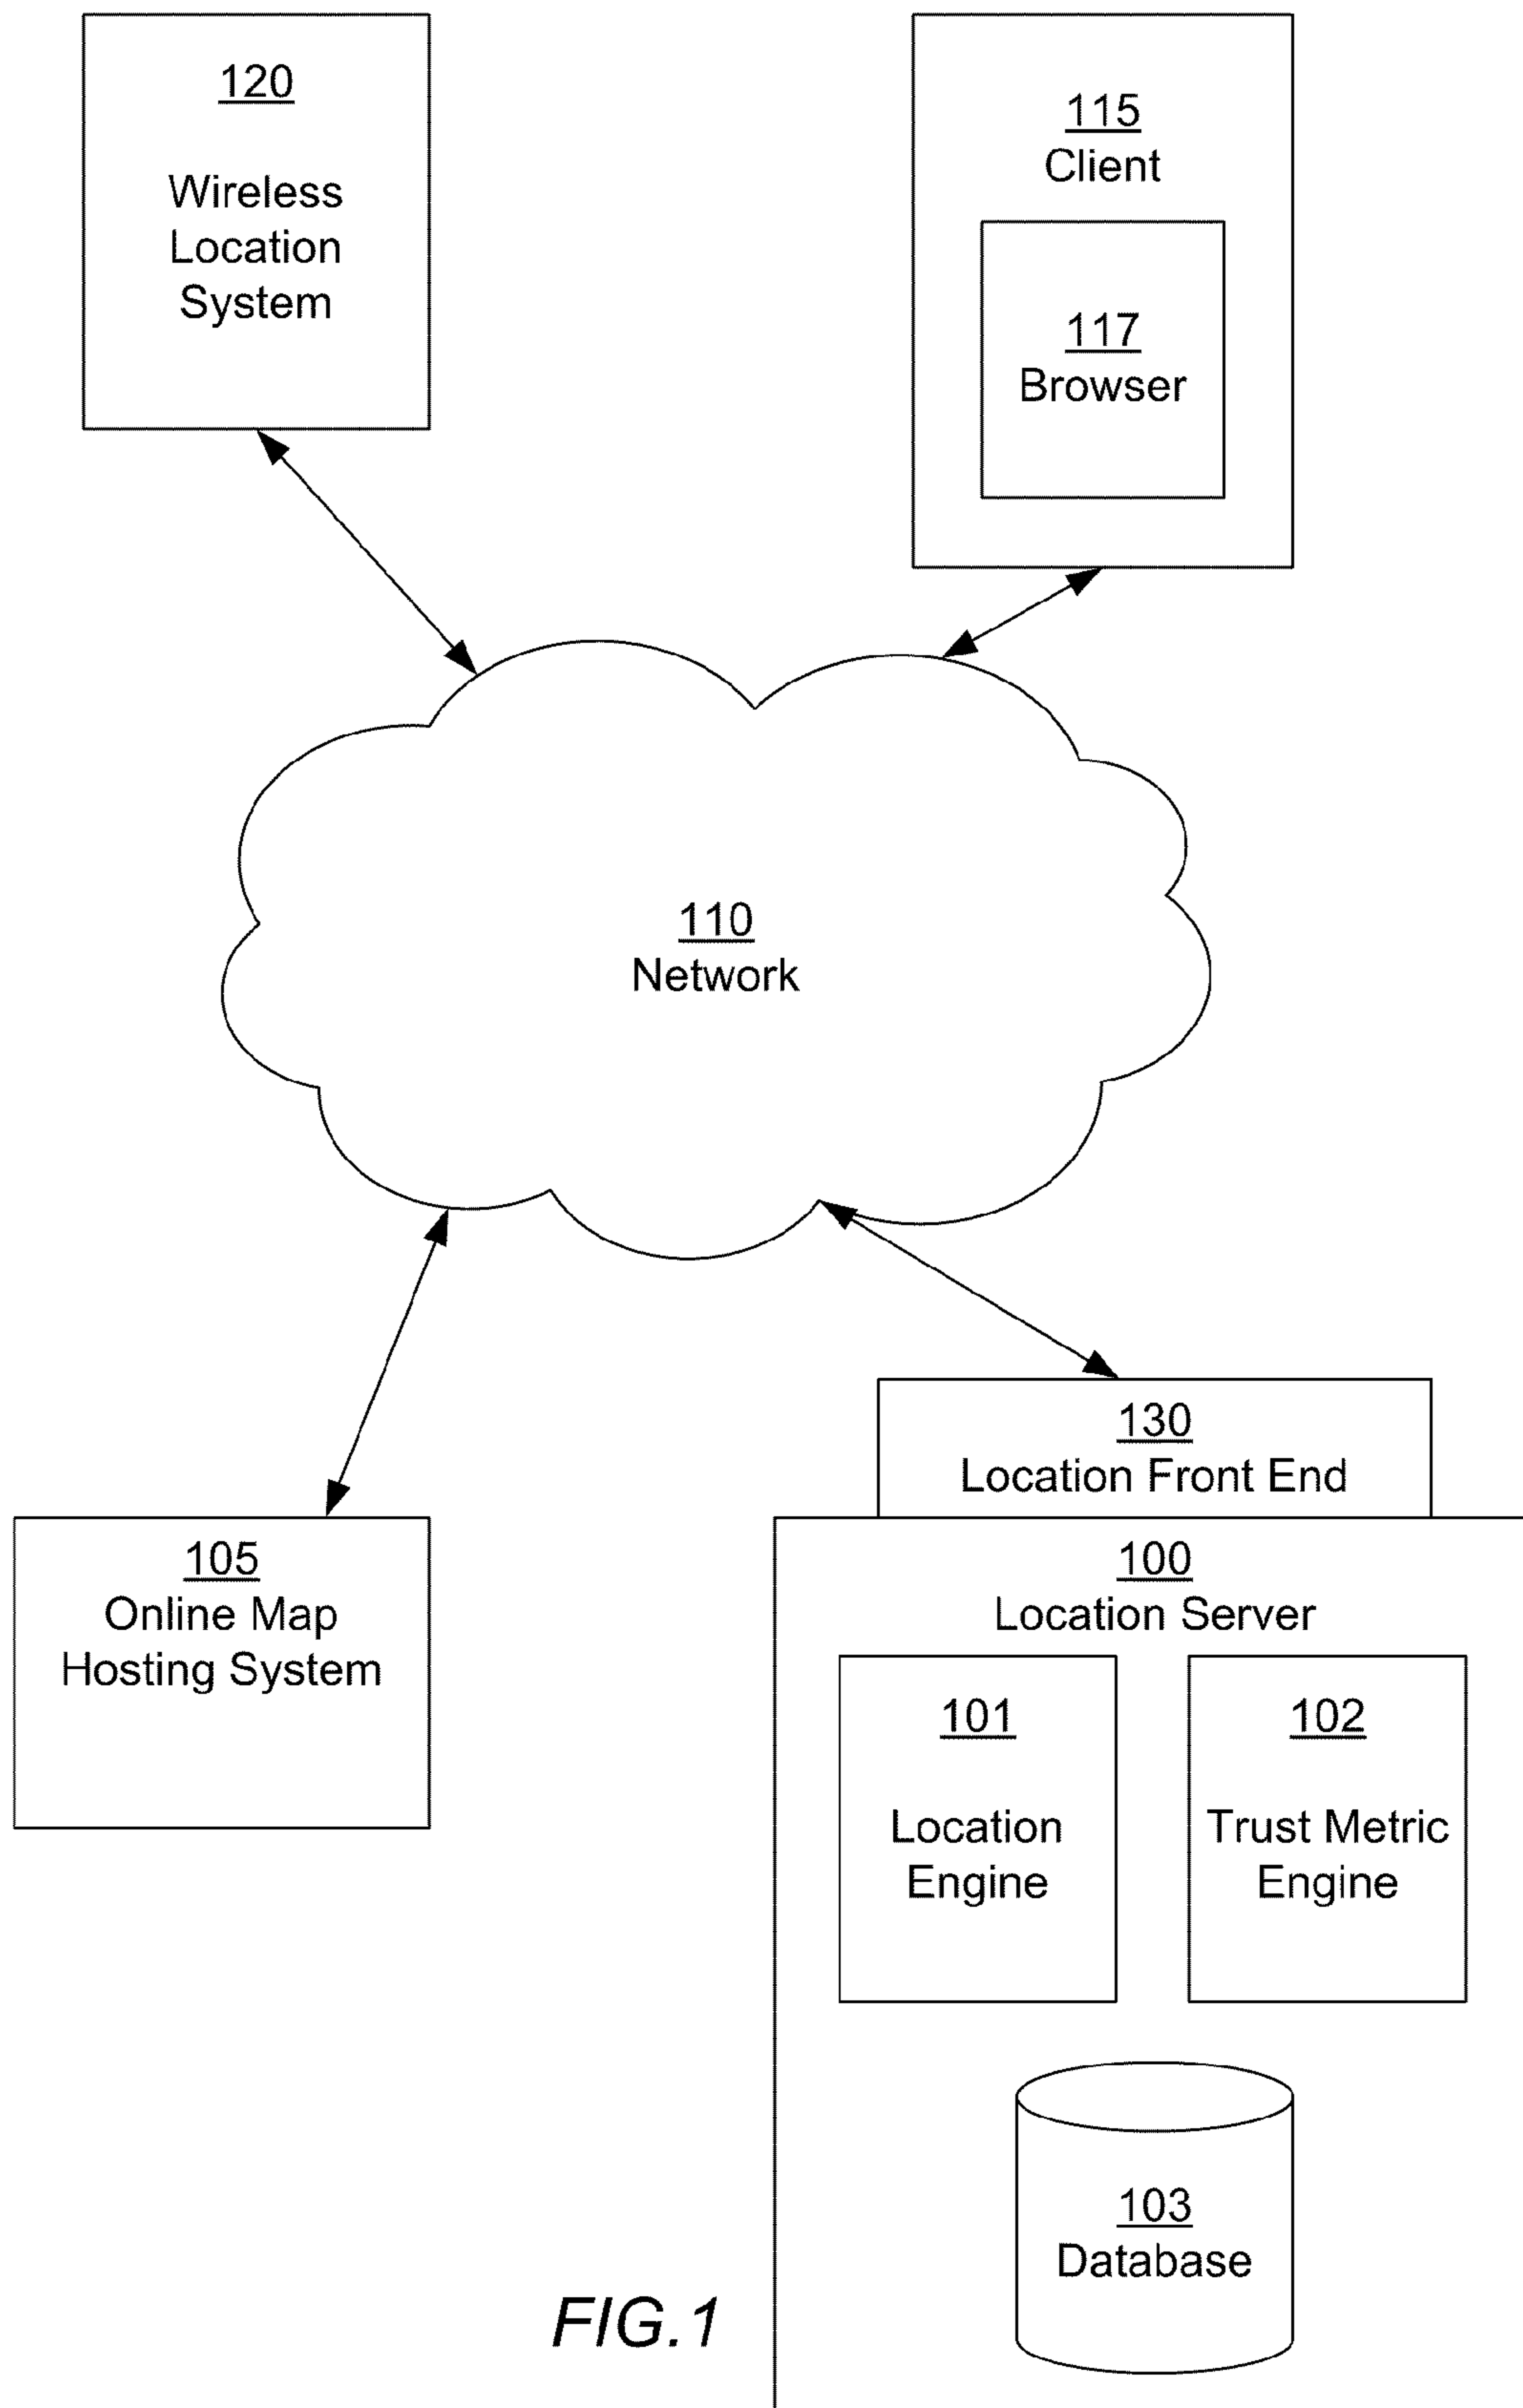 120
Wireless
Location
System
115
Client
117
Browser
110
Network
130
Location Front End
105
Online Map
Hosting System
100
Location Server
101
Location
Engine
102
Trust Metric
Engine
103
Database
FIG.1